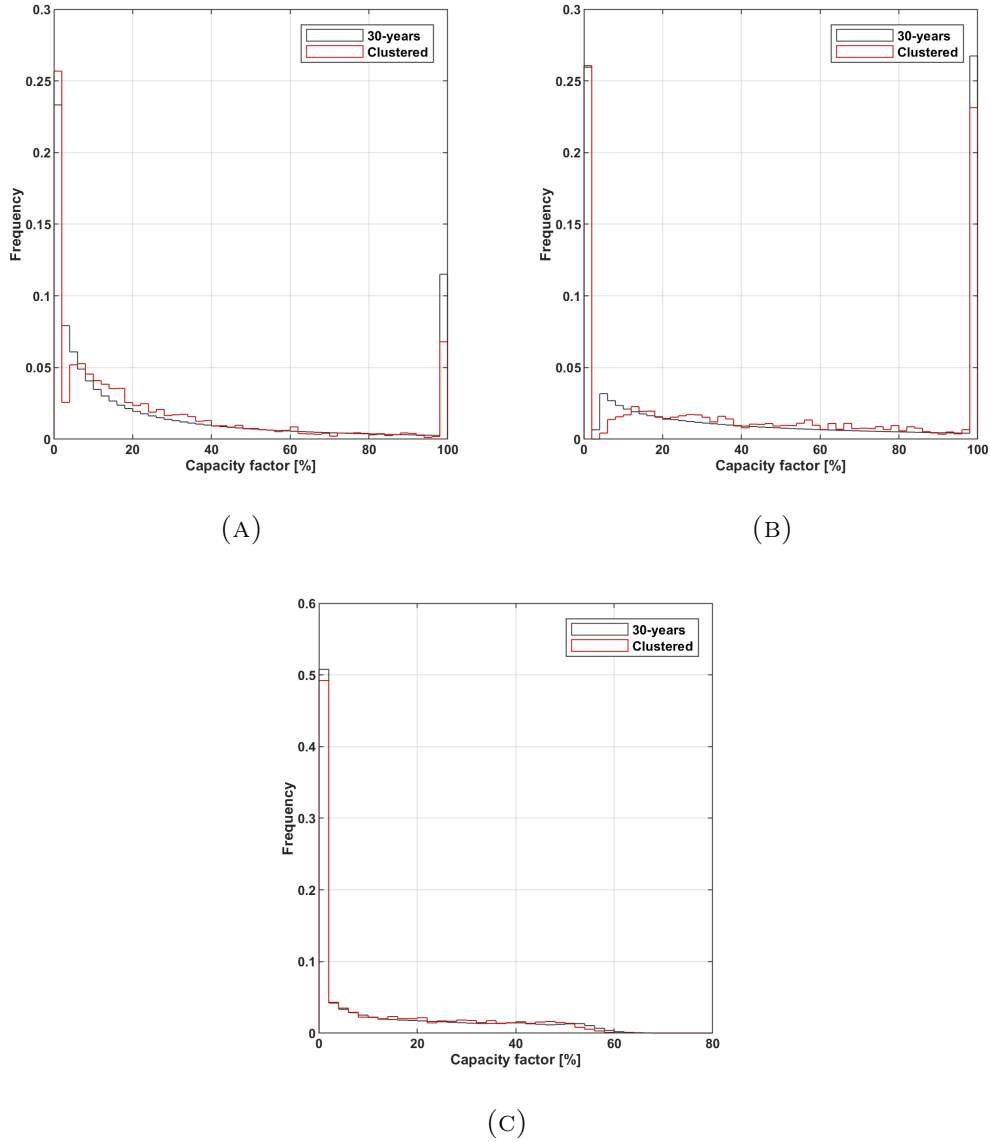 0.3
0.25
0.2
0.15
0.1
0.05
0
Frequency
0 20 40 60 80 100
Capacity factor [%]
30-years
Clustered
(A)
0.3
0.25
0.2
0.15
0.1
0.05
0
Frequency
0 20 40 60 80 100
Capacity factor [%]
30-years
Clustered
(B)
0.6
0.5
0.4
0.3
0.2
0.1
0
Frequency
0 20 40 60 80
Capacity factor [%]
30-years
Clustered
(C)